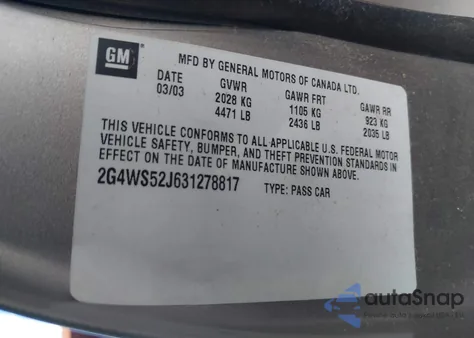 GM
MFD BY GENERAL MOTORS OF CANADA LTD.
DATE GVWR GAWR FRT GAWR RR
03/03 2028 KG 1105 KG 923 KG
4471 LB 2436 LB 2035 LB
THIS VEHICLE CONFORMS TO ALL APPLICABLE U.S. FEDERAL MOTOR
VEHICLE SAFETY, BUMPER, AND THEFT PREVENTION STANDARDS IN
EFFECT ON THE DATE OF MANUFACTURE SHOWN ABOVE.
2G4WS52J631278817 TYPE: PASS CAR
autoSnap